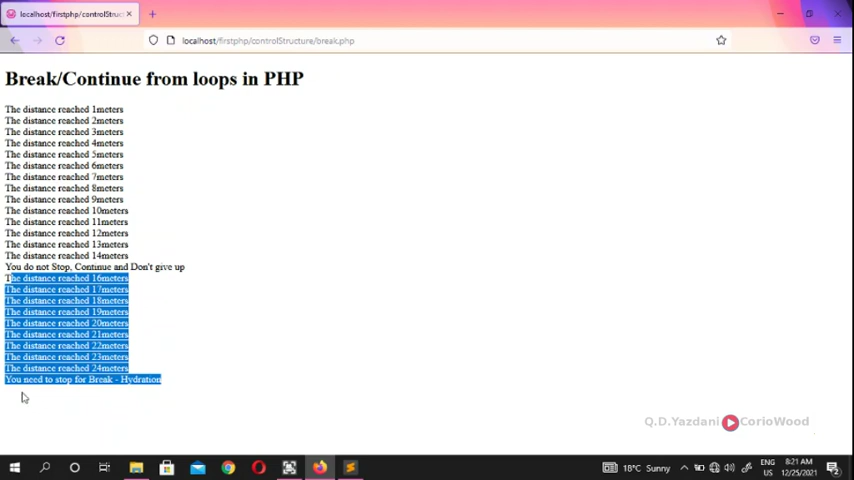 localhost/firstphp/controlStruct
localhost/firstphp/controlStructure/break.php
Break/Continue from loops in PHP
The distance reached 1meters
The distance reached 2meters
The distance reached 3meters
The distance reached 4meters
The distance reached 5meters
The distance reached 6meters
The distance reached 7meters
The distance reached 8meters
The distance reached 9meters
The distance reached 10meters
The distance reached 11meters
The distance reached 12meters
The distance reached 13meters
The distance reached 14meters
You do not Stop, Continue and Don't give up
The distance reached 16meters
The distance reached 17meters
The distance reached 18meters
The distance reached 19meters
The distance reached 20meters
The distance reached 21meters
The distance reached 22meters
The distance reached 23meters
The distance reached 24meters
You need to stop for Break - Hydration
Q.D.Yazdani CorioWood
18°C Sunny
ENG
US
8:21 AM
12/25/2021
2